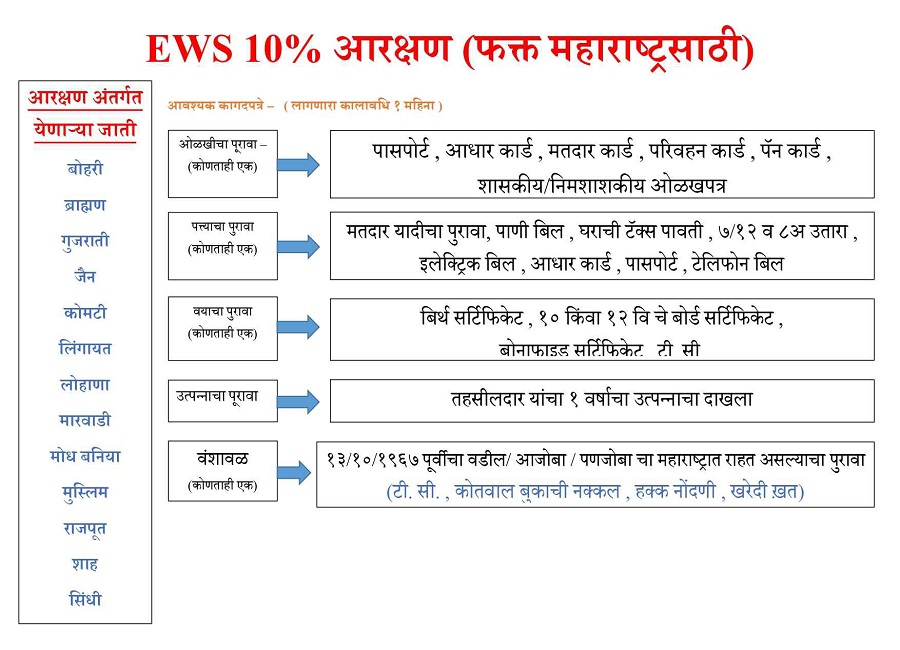 EWS 10% आरक्षण (फक्त महाराष्ट्रसाठी)
आरक्षण अंतर्गत
येणाऱ्या जाती
बोहरी
ब्राह्मण
गुजराती
जैन
कोमटी
लिंगायत
लोहाणा
मारवाडी
मोध बनिया
मुस्लिम
राजपूत
शाह
सिंधी
आवश्यक कागदपत्रे – ( लागणारा कालावधि १ महिना )
ओळखीचा पूरावा –
(कोणताही एक)
पासपोर्ट , आधार कार्ड , मतदार कार्ड , परिवहन कार्ड , पॅन कार्ड ,
शासकीय/निमशाशकीय ओळखपत्र
पत्त्याचा पुरावा
(कोणताही एक)
मतदार यादीचा पुरावा, पाणी बिल , घराची टॅक्स पावती , ७/१२ व ८अ उतारा ,
इलेक्ट्रिक बिल , आधार कार्ड , पासपोर्ट , टेलिफोन बिल
वयाचा पुरावा
(कोणताही एक)
बिर्थ सर्टिफिकेट , १० किंवा १२ वि चे बोर्ड सर्टिफिकेट ,
बोनाफाइड सर्टिफिकेट , टी. सी.
उत्पन्नाचा पूरावा
तहसीलदार यांचा १ वर्षाचा उत्पन्नाचा दाखला
वंशावळ
(कोणताही एक)
१३/१०/१९६७ पूर्वीचा वडील/ आजोबा / पणजोबा चा महाराष्ट्रात राहत असल्याचा पुरावा
(टी. सी. , कोतवाल बुकाची नक्कल , हक्क नोंदणी , खरेदी ख़त)